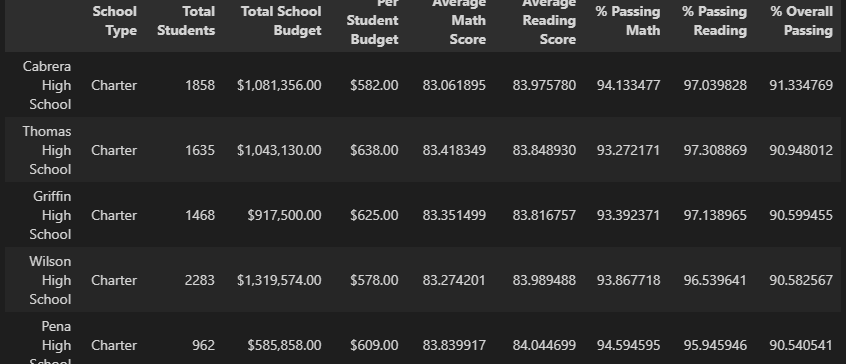 School Type Total Students Total School Budget Per Student Budget Average Math Score Average Reading Score % Passing Math % Passing Reading % Overall Passing
Cabrera High School Charter 1858 $1,081,356.00 $582.00 83.061895 83.975780 94.133477 97.039828 91.334769
Thomas High School Charter 1635 $1,043,130.00 $638.00 83.418349 83.848930 93.272171 97.308869 90.948012
Griffin High School Charter 1468 $917,500.00 $625.00 83.351499 83.816757 93.392371 97.138965 90.599455
Wilson High School Charter 2283 $1,319,574.00 $578.00 83.274201 83.989488 93.867718 96.539641 90.582567
Pena High School Charter 962 $585,858.00 $609.00 83.839917 84.044699 94.594595 95.945946 90.540541